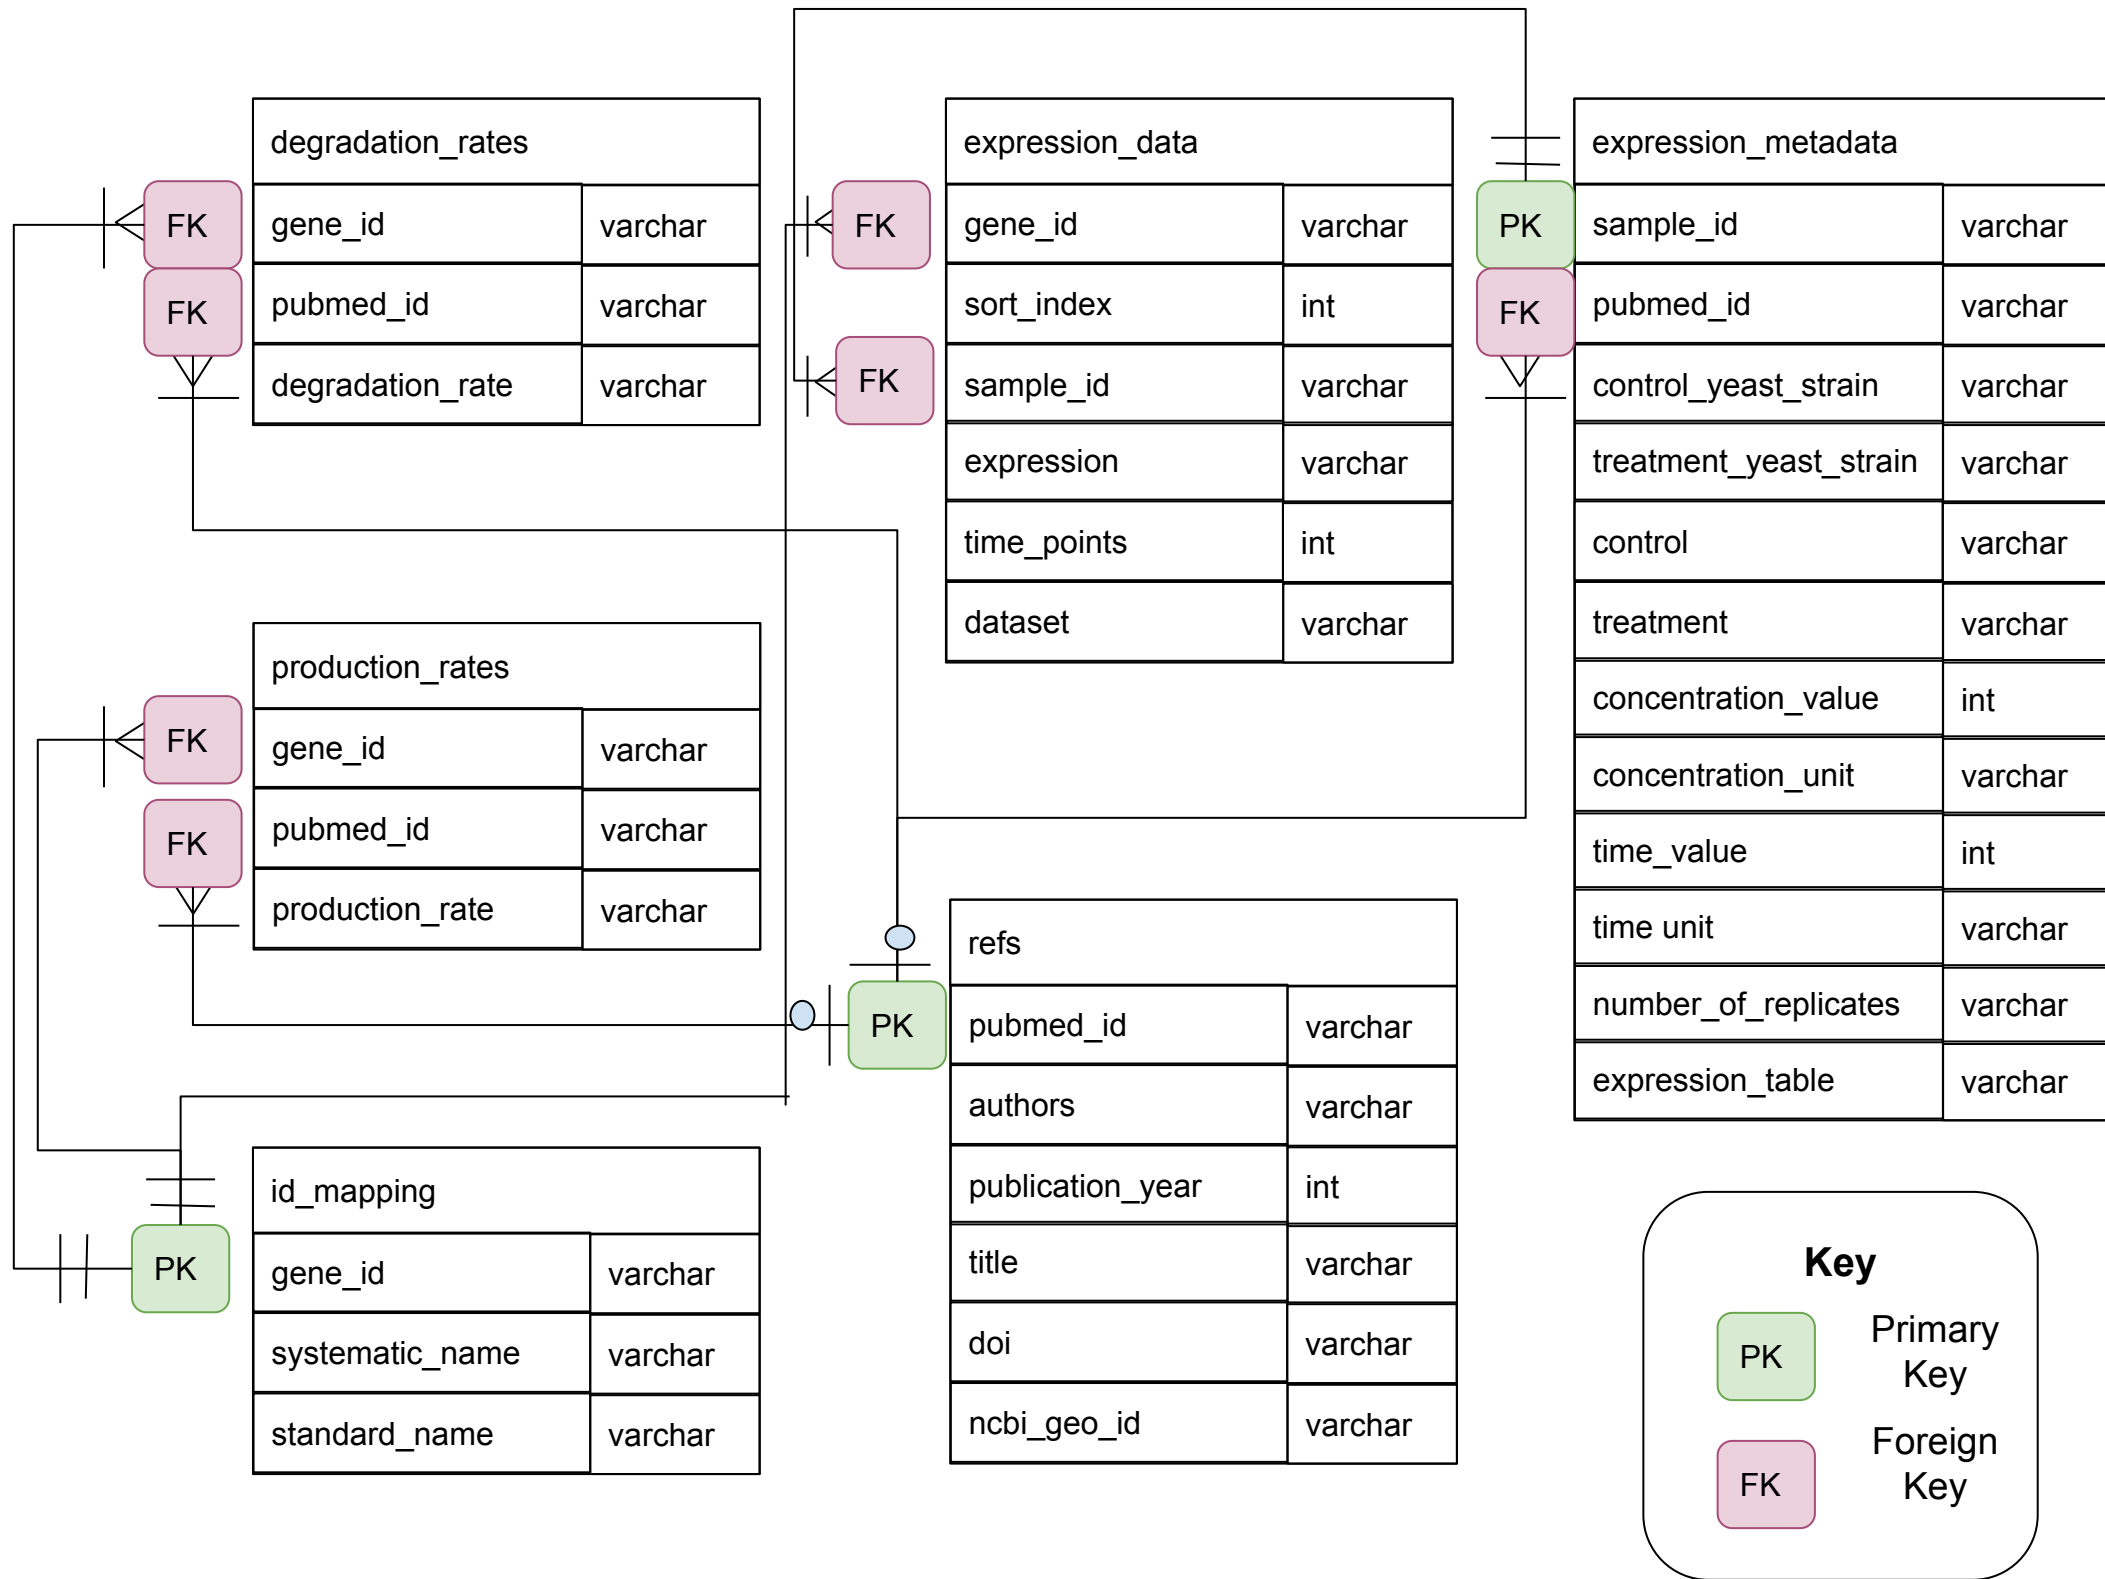 degradation_rates
FK gene_id varchar
FK pubmed_id varchar
degradation_rate varchar
expression_data
FK gene_id varchar
sort_index int
FK sample_id varchar
expression varchar
time_points int
dataset varchar
expression_metadata
PK sample_id varchar
FK pubmed_id varchar
control_yeast_strain varchar
treatment_yeast_strain varchar
control varchar
treatment varchar
concentration_value int
concentration_unit varchar
time_value int
time unit varchar
number_of_replicates varchar
expression_table varchar
production_rates
FK gene_id varchar
FK pubmed_id varchar
production_rate varchar
refs
PK pubmed_id varchar
authors varchar
publication_year int
title varchar
doi varchar
ncbi_geo_id varchar
id_mapping
PK gene_id varchar
systematic_name varchar
standard_name varchar
Key
PK Primary
Key
FK Foreign
Key